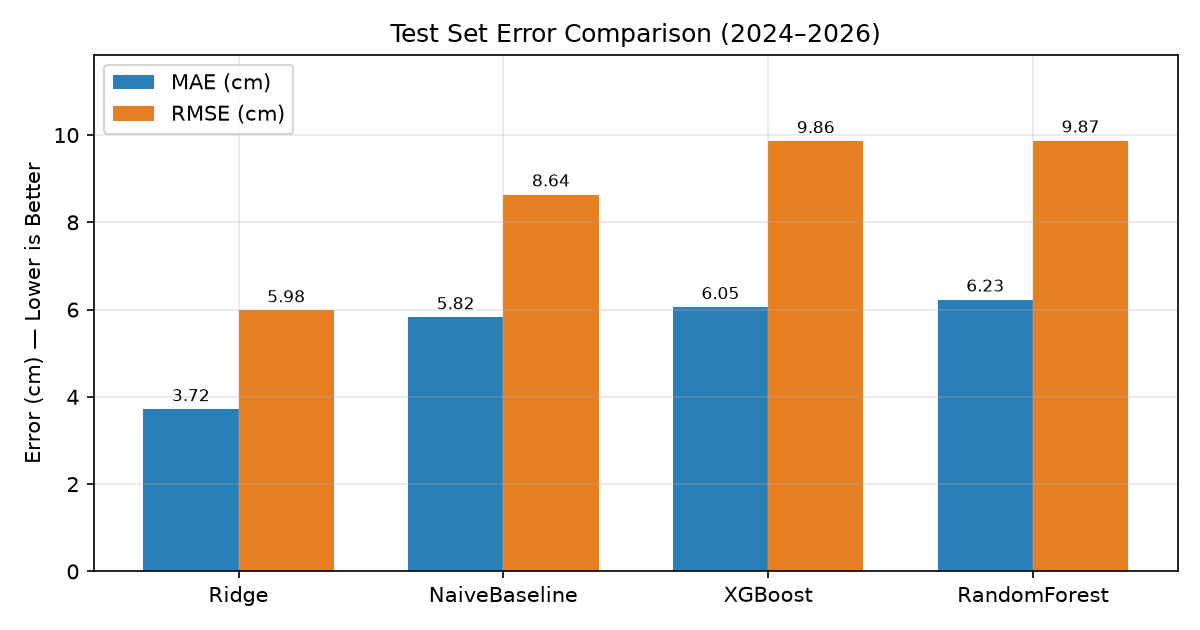 Test Set Error Comparison (2024–2026)
MAE (cm)
RMSE (cm)
Error (cm) — Lower is Better
10
8
6
4
2
0
3.72
5.98
5.82
8.64
6.05
9.86
6.23
9.87
Ridge
NaiveBaseline
XGBoost
RandomForest